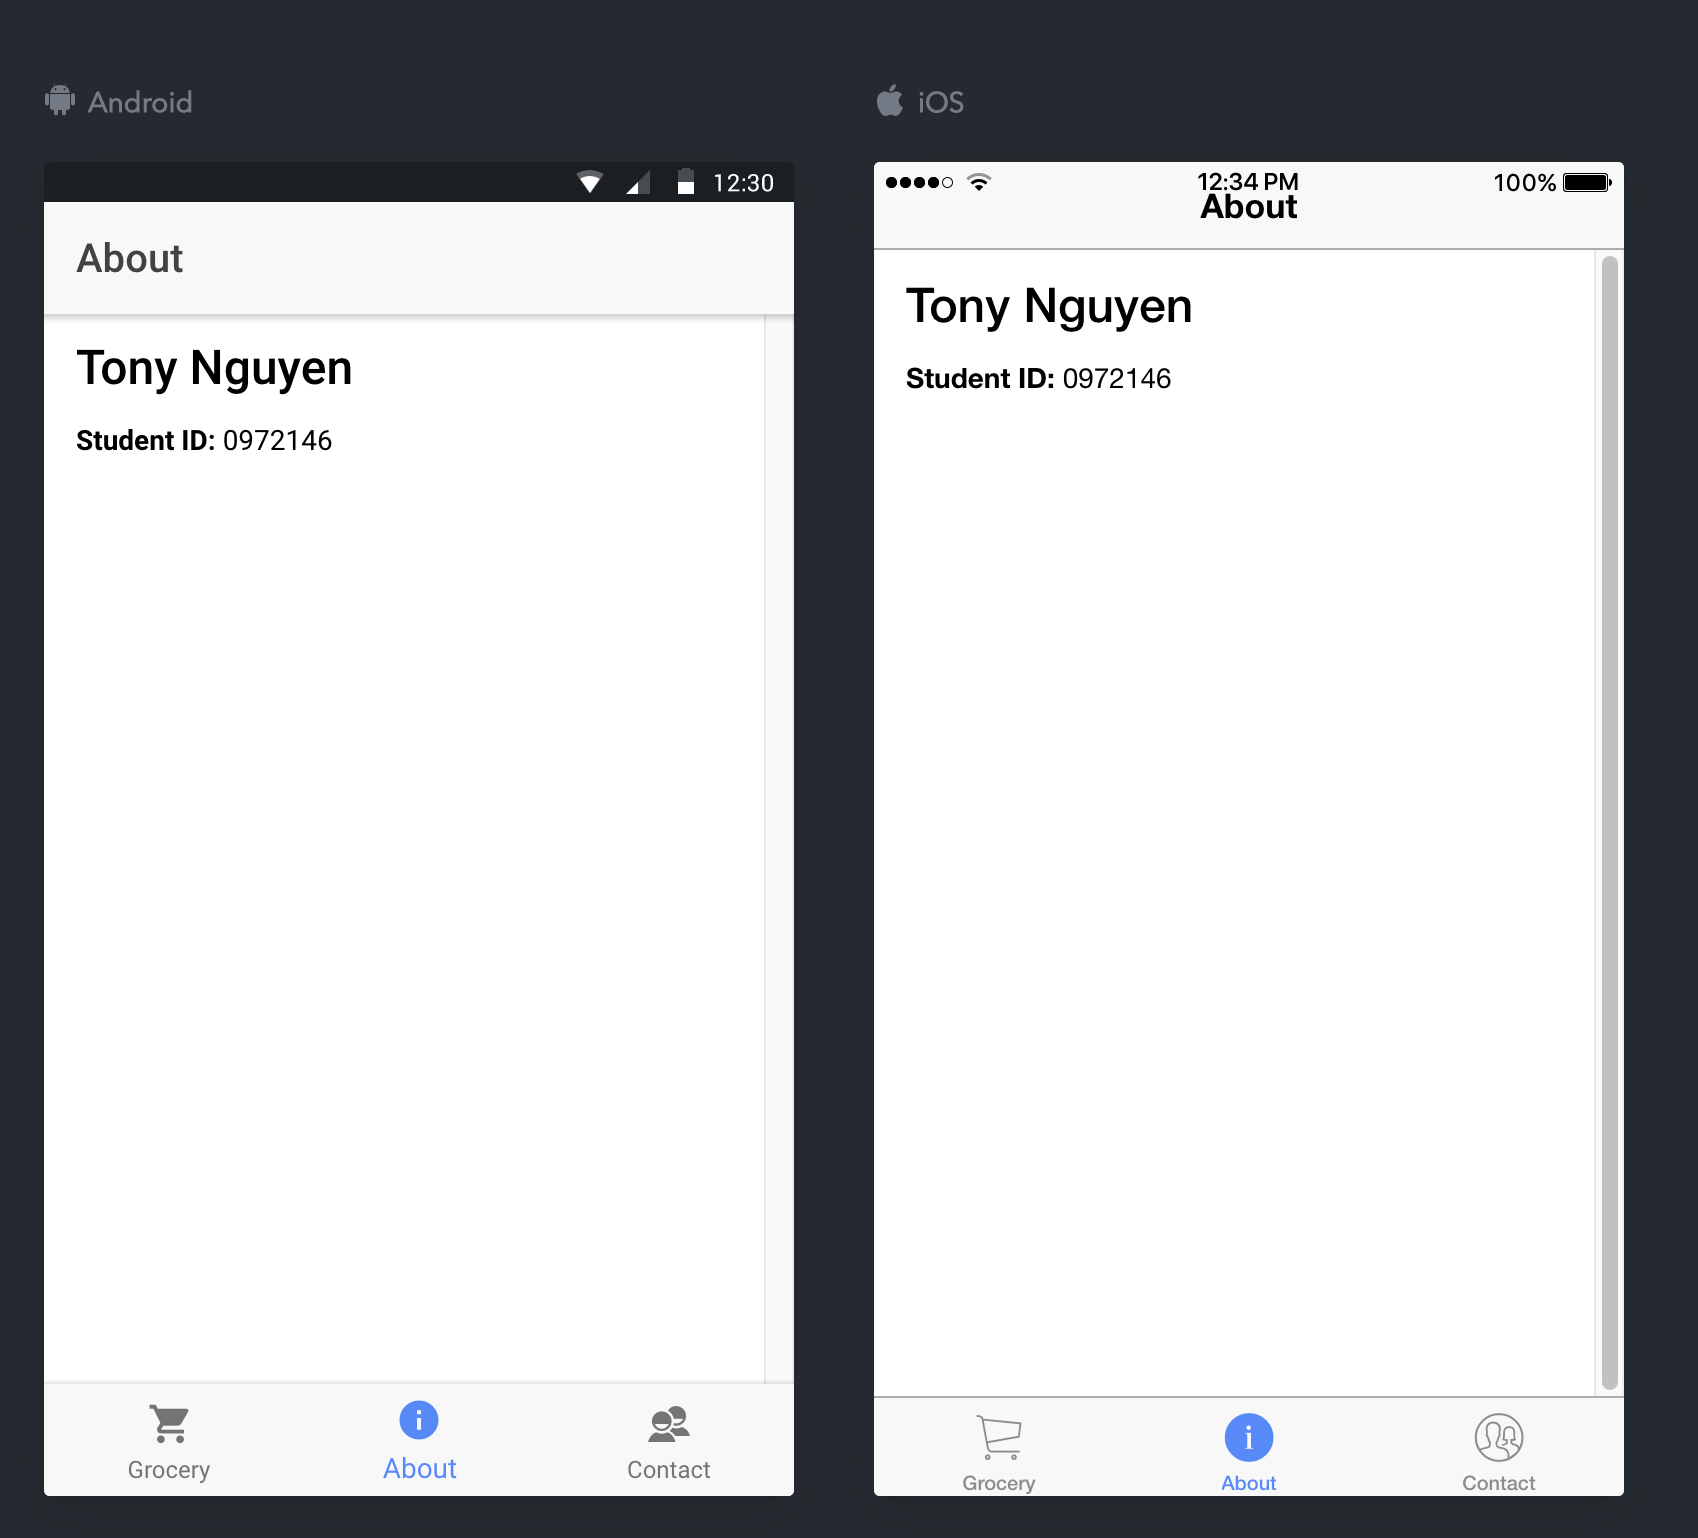 Android
12:30
About
Tony Nguyen
Student ID: 0972146
Grocery
About
Contact
iOS
12:34 PM
100%
About
Tony Nguyen
Student ID: 0972146
Grocery
About
Contact